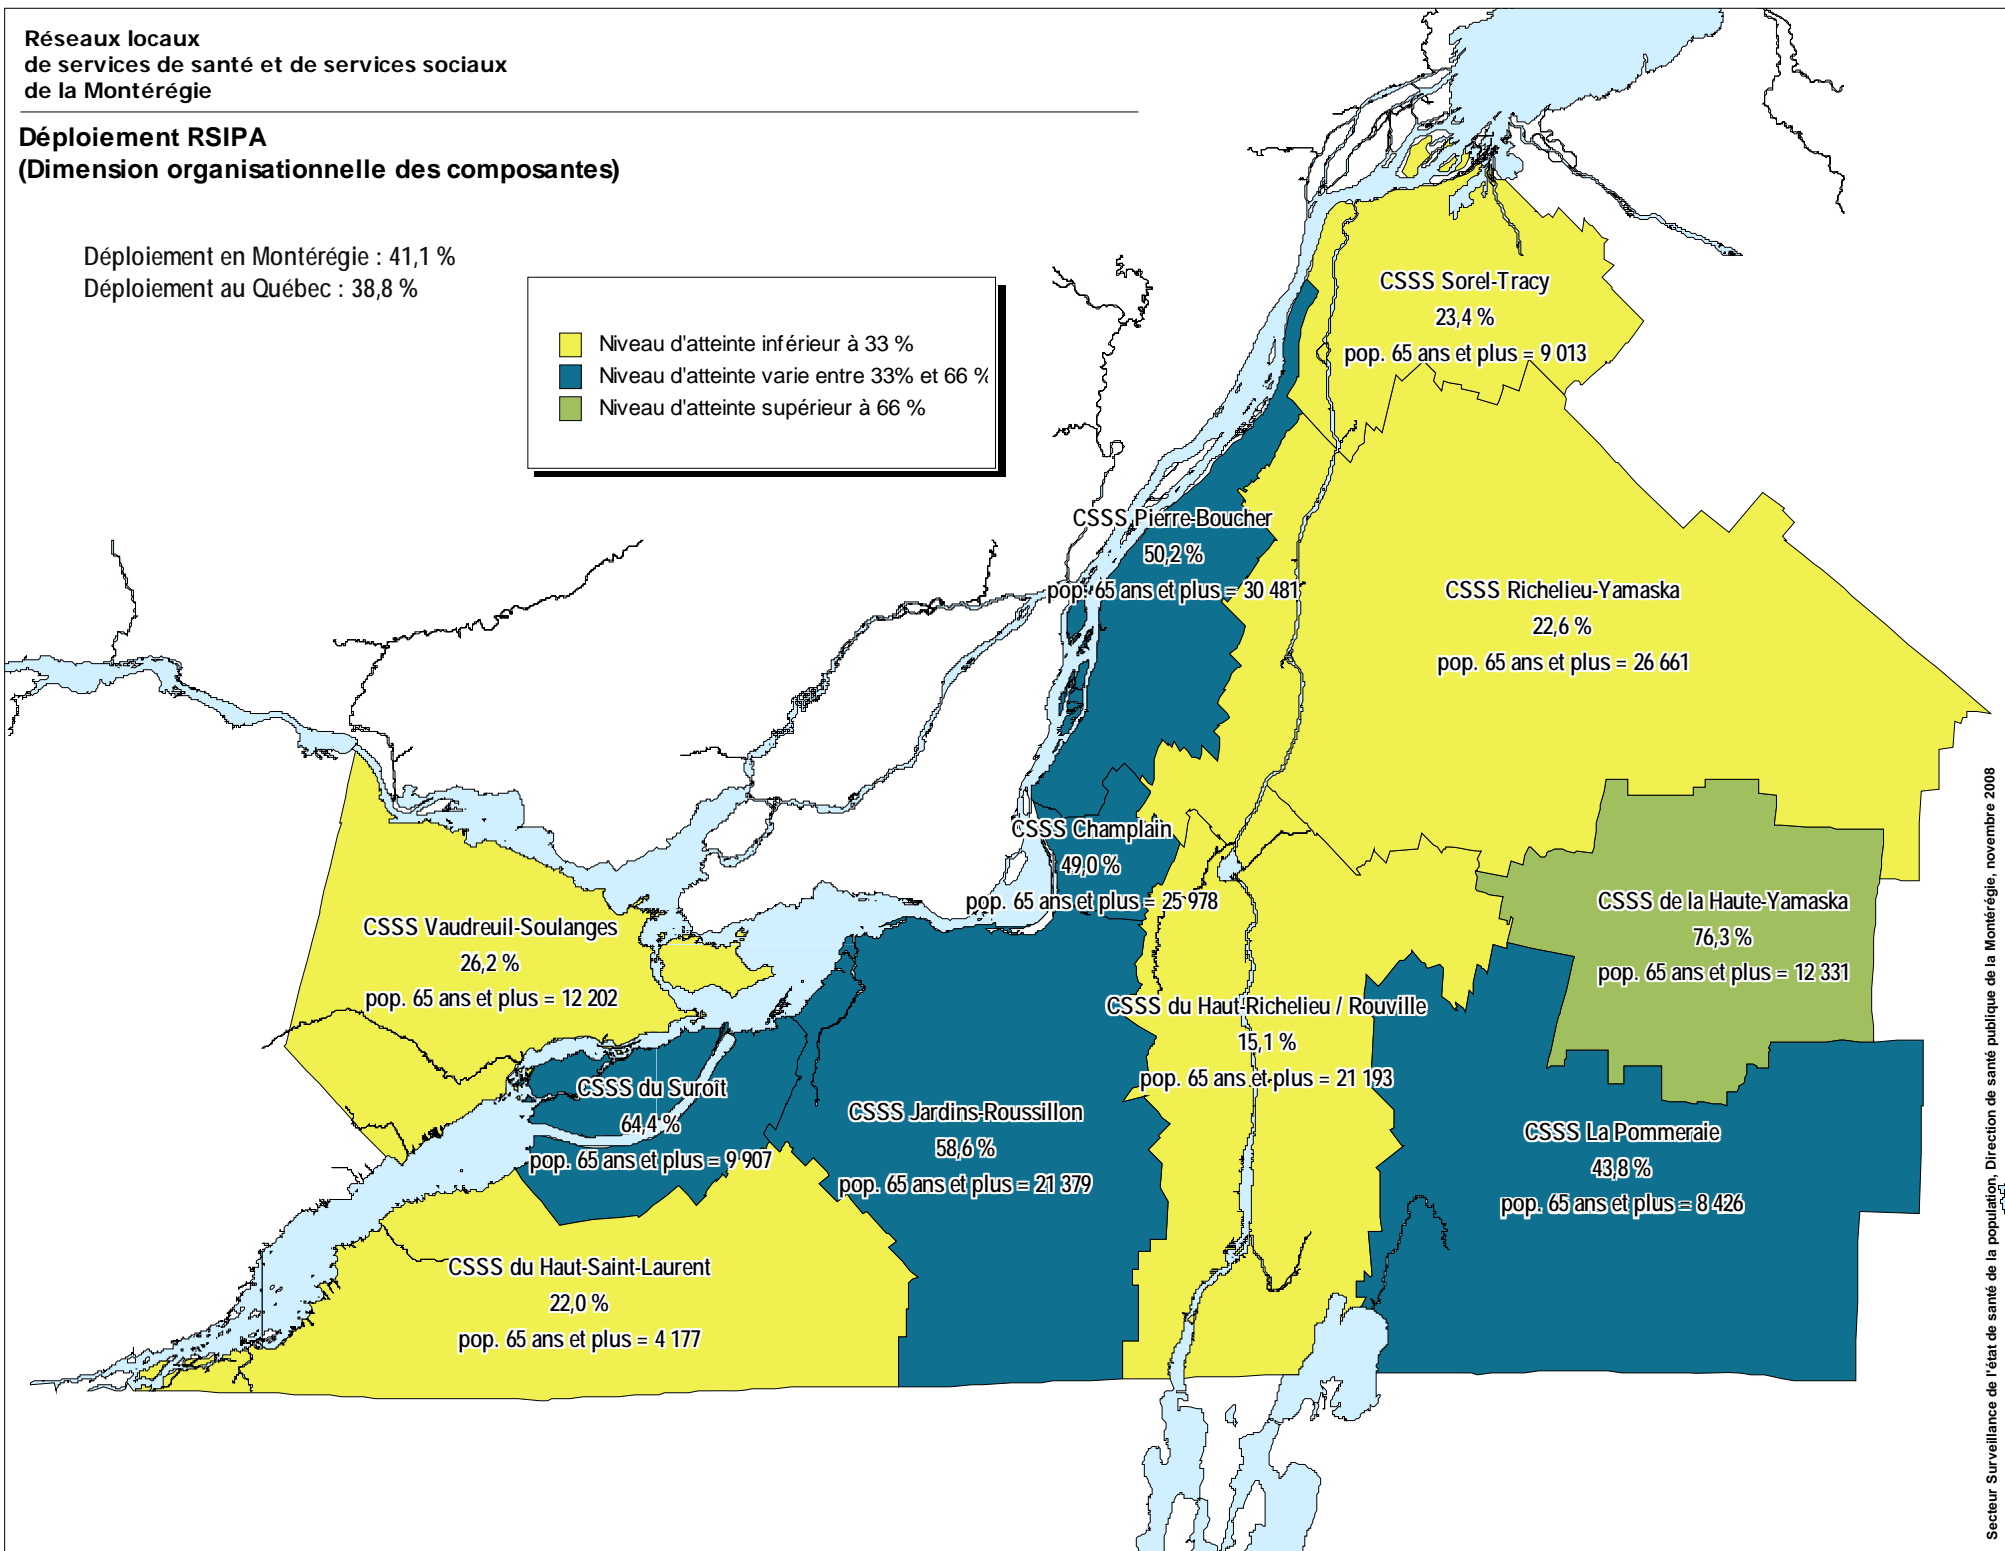 Réseaux locaux
de services de santé et de services sociaux
de la Montérégie
Déploiement RSIPA
(Dimension organisationnelle des composantes)
Déploiement en Montérégie : 41,1 %
Déploiement au Québec : 38,8 %
Niveau d'atteinte inférieur à 33 %
Niveau d'atteinte varie entre 33% et 66 %
Niveau d'atteinte supérieur à 66 %
CSSS Sorel-Tracy
23,4 %
pop. 65 ans et plus = 9 013
CSSS Pierre-Boucher
50,2 %
pop. 65 ans et plus = 30 481
CSSS Richelieu-Yamaska
22,6 %
pop. 65 ans et plus = 26 661
CSSS Champlain
49,0 %
pop. 65 ans et plus = 25 978
CSSS de la Haute-Yamaska
76,3 %
pop. 65 ans et plus = 12 331
CSSS Vaudreuil-Soulanges
26,2 %
pop. 65 ans et plus = 12 202
CSSS du Haut-Richelieu / Rouville
15,1 %
pop. 65 ans et plus = 21 193
CSSS du Suroît
64,4 %
pop. 65 ans et plus = 9 907
CSSS Jardins-Roussillon
58,6 %
pop. 65 ans et plus = 21 379
CSSS La Pommeraie
43,8 %
pop. 65 ans et plus = 8 426
CSSS du Haut-Saint-Laurent
22,0 %
pop. 65 ans et plus = 4 177
Secteur Surveillance de l'état de santé de la population, Direction de santé publique de la Montérégie, novembre 2008